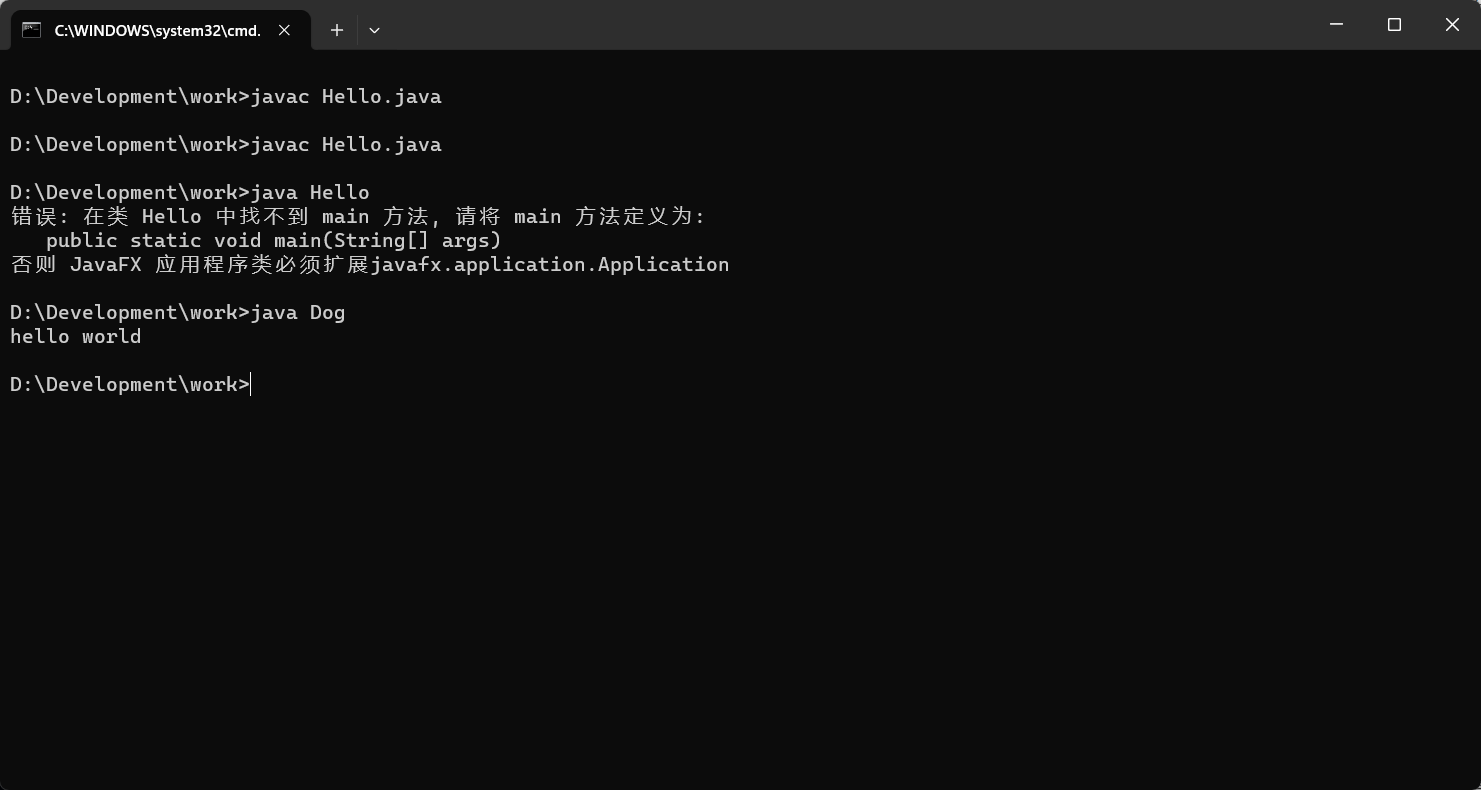 C:\WINDOWS\system32\cmd.
D:\Development\work>javac Hello.java
D:\Development\work>javac Hello.java
D:\Development\work>java Hello
错误: 在类 Hello 中找不到 main 方法, 请将 main 方法定义为:
   public static void main(String[] args)
否则 JavaFX 应用程序类必须扩展javafx.application.Application
D:\Development\work>java Dog
hello world
D:\Development\work>